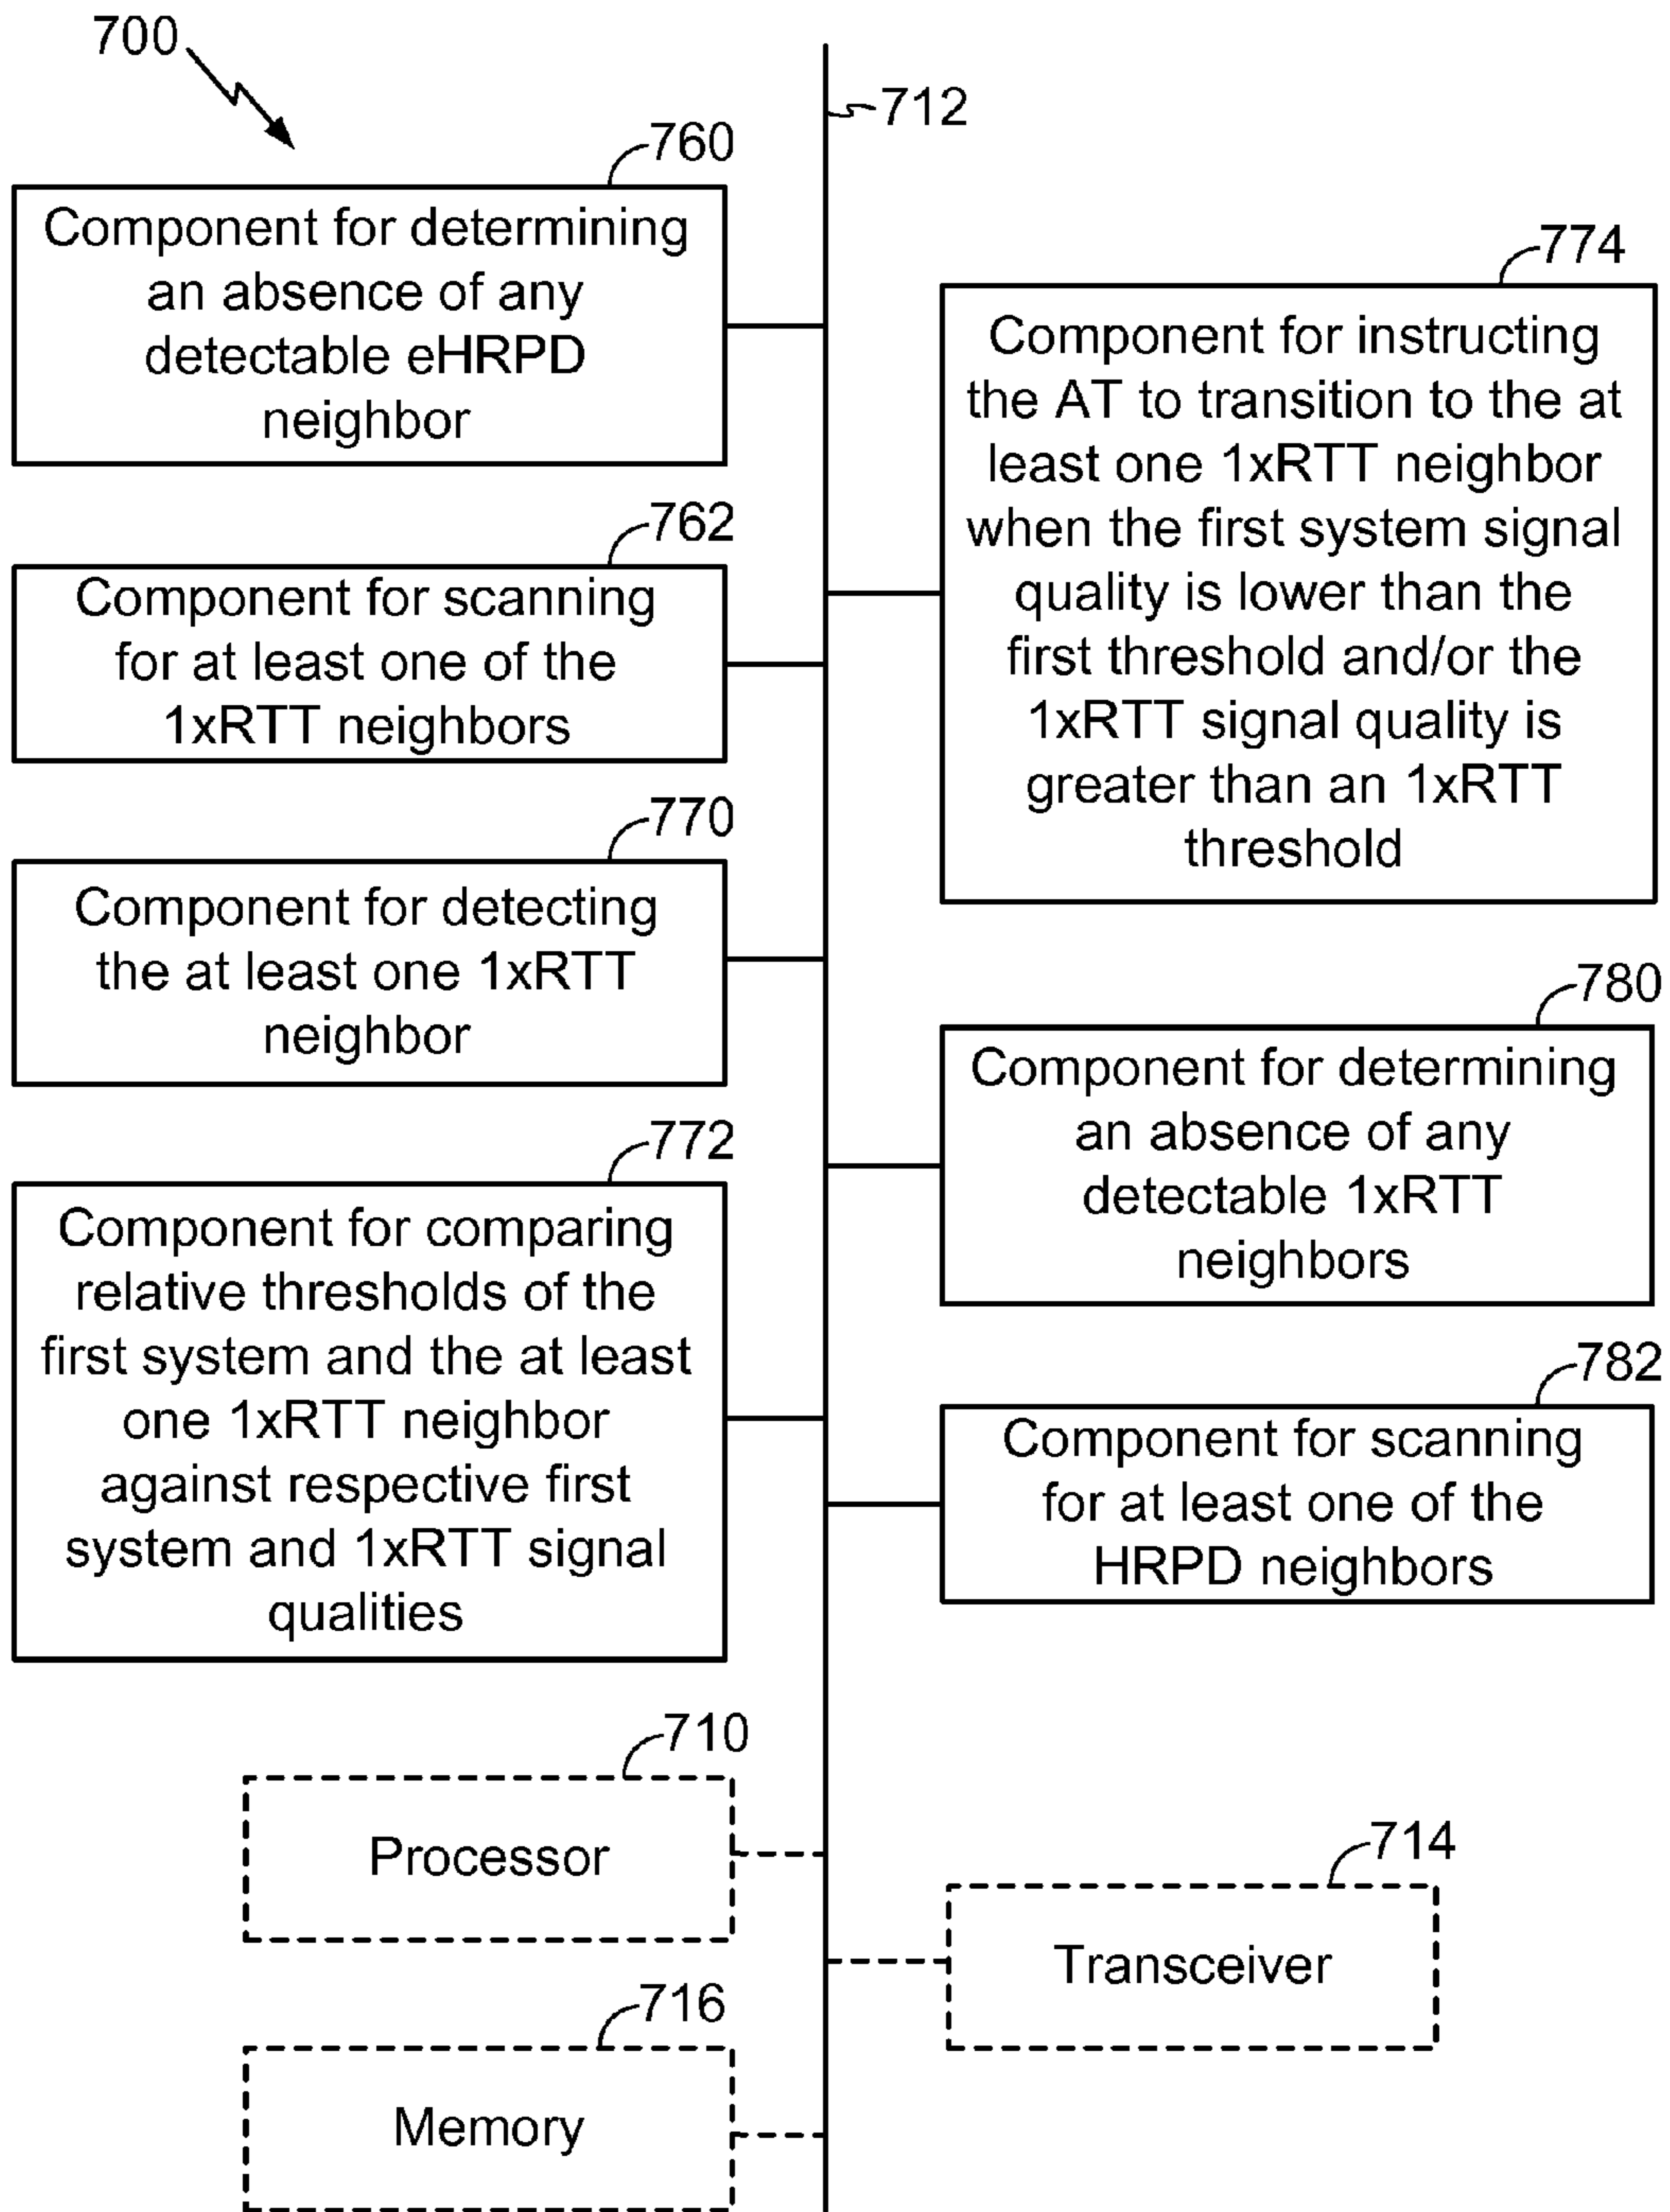 700
712
760
Component for determining
an absence of any
detectable eHRPD
neighbor
762
Component for scanning
for at least one of the
1xRTT neighbors
770
Component for detecting
the at least one 1xRTT
neighbor
772
Component for comparing
relative thresholds of the
first system and the at least
one 1xRTT neighbor
against respective first
system and 1xRTT signal
qualities
774
Component for instructing
the AT to transition to the at
least one 1xRTT neighbor
when the first system signal
quality is lower than the
first threshold and/or the
1xRTT signal quality is
greater than an 1xRTT
threshold
780
Component for determining
an absence of any
detectable 1xRTT
neighbors
782
Component for scanning
for at least one of the
HRPD neighbors
710
Processor
714
Transceiver
716
Memory